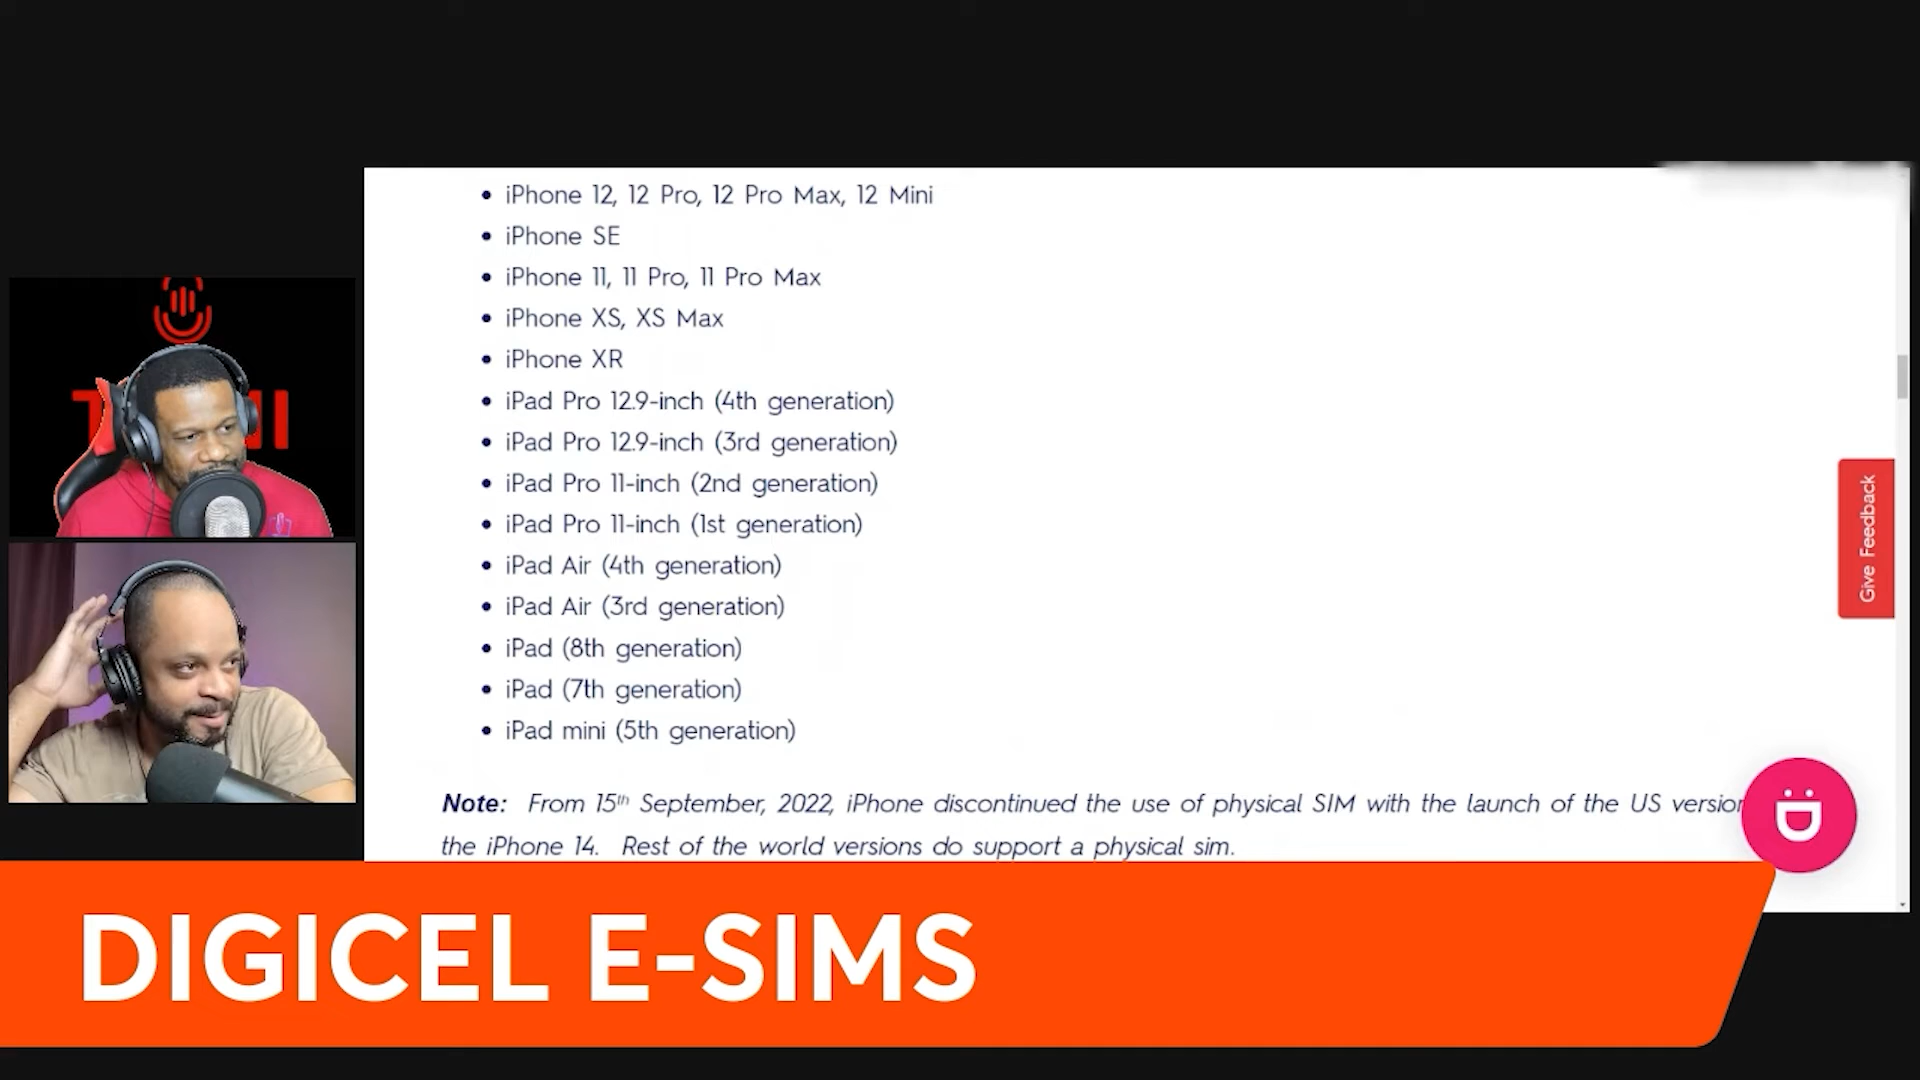 iPhone 12, 12 Pro, 12 Pro Max, 12 Mini
iPhone SE
iPhone 11, 11 Pro, 11 Pro Max
iPhone XS, XS Max
iPhone XR
iPad Pro 12.9-inch (4th generation)
iPad Pro 12.9-inch (3rd generation)
iPad Pro 11-inch (2nd generation)
iPad Pro 11-inch (1st generation)
iPad Air (4th generation)
iPad Air (3rd generation)
iPad (8th generation)
iPad (7th generation)
iPad mini (5th generation)
Note: From 15th September, 2022, iPhone discontinued the use of physical SIM with the launch of the US version
the iPhone 14. Rest of the world versions do support a physical sim.
Give Feedback
DIGICEL E-SIMS